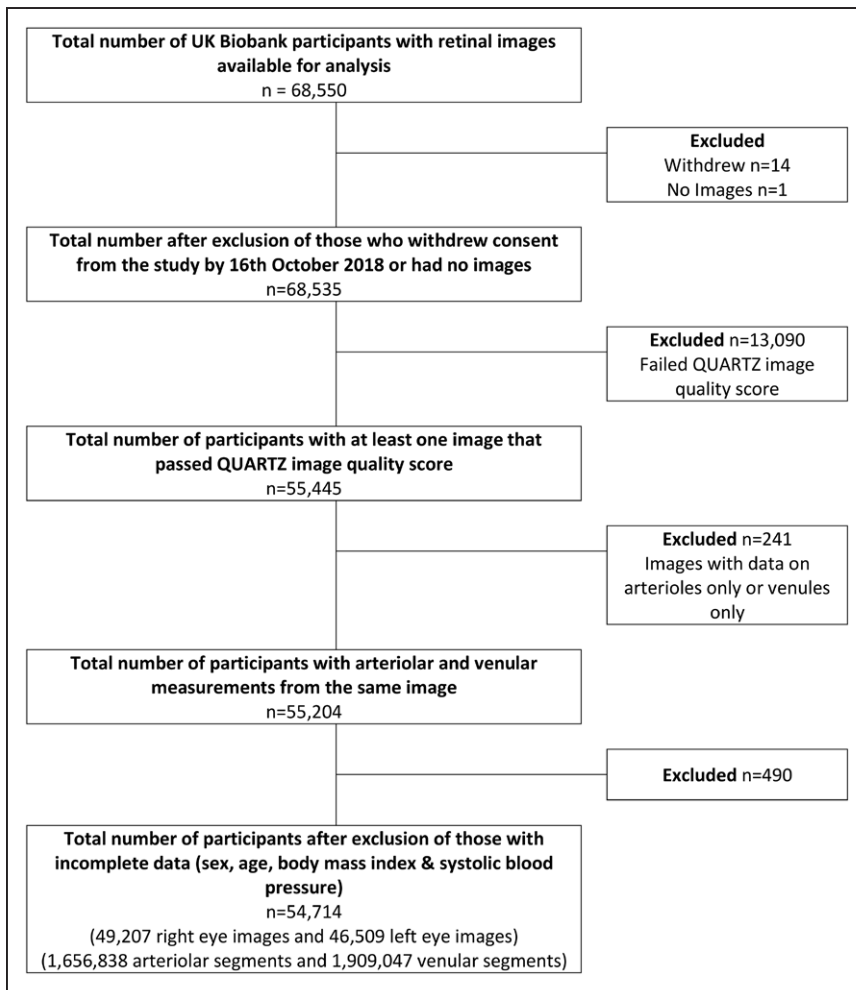 Total number of UK Biobank participants with retinal images
available for analysis
n = 68,550
Excluded
Withdrew n=14
No Images n=1
Total number after exclusion of those who withdrew consent
from the study by 16th October 2018 or had no images
n=68,535
Excluded n=13,090
Failed QUARTZ image
quality score
Total number of participants with at least one image that
passed QUARTZ image quality score
n=55,445
Excluded n=241
Images with data on
arterioles only or venules
only
Total number of participants with arteriolar and venular
measurements from the same image
n=55,204
Excluded n=490
Total number of participants after exclusion of those with
incomplete data (sex, age, body mass index & systolic blood
pressure)
n=54,714
(49,207 right eye images and 46,509 left eye images)
(1,656,838 arteriolar segments and 1,909,047 venular segments)